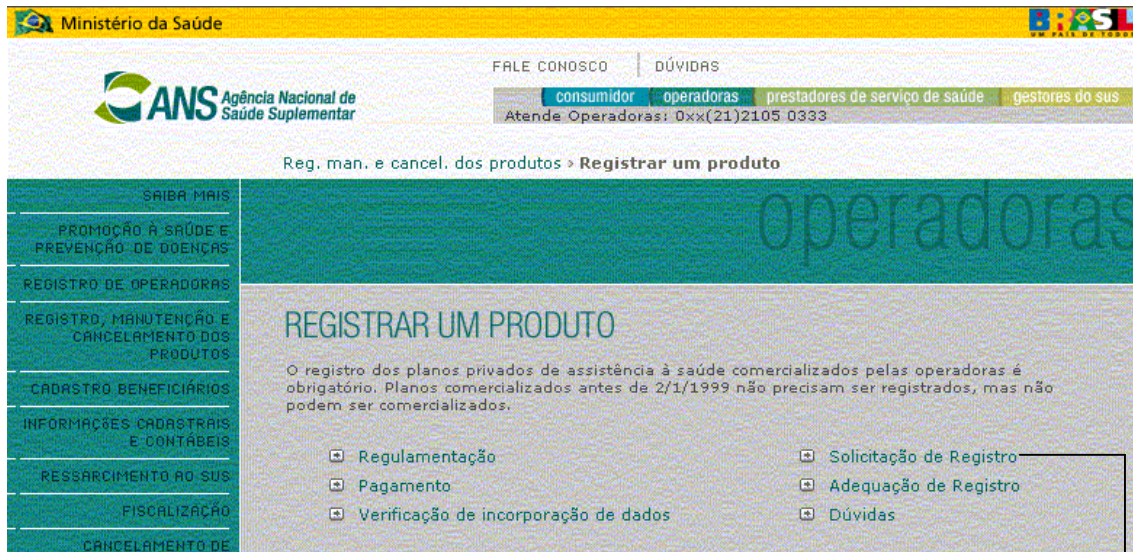 Ministério da Saúde
BRASIL
UM PAÍS DE TODOS
FALE CONOSCO
DÚVIDAS
ANS Agência Nacional de
Saúde Suplementar
consumidor operadoras prestadores de serviço de saúde gestores do sus
Atende Operadoras: 0xx(21)2105 0333
Reg. man. e cancel. dos produtos > Registrar um produto
SAIBA MAIS
PROMOÇÃO À SAÚDE E
PREVENÇÃO DE DOENÇAS
REGISTRO DE OPERADORAS
REGISTRO, MANUTENÇÃO E
CANCELAMENTO DOS
PRODUTOS
CADASTRO BENEFICIÁRIOS
INFORMAÇÕES CADASTRAIS
E CONTÁBEIS
RESSARCIMENTO AO SUS
FISCALIZAÇÃO
CANCELAMENTO DE
operadoras
REGISTRAR UM PRODUTO
O registro dos planos privados de assistência à saúde comercializados pelas operadoras é
obrigatório. Planos comercializados antes de 2/1/1999 não precisam ser registrados, mas não
podem ser comercializados.
Regulamentação
Pagamento
Verificação de incorporação de dados
Solicitação de Registro
Adequação de Registro
Dúvidas